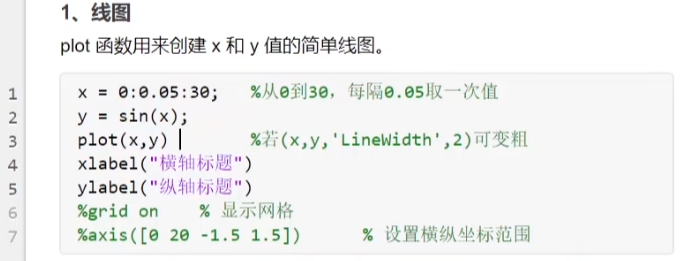 1、线图
plot 函数用来创建 x 和 y 值的简单线图。
1 x = 0:0.05:30; %从0到30，每隔0.05取一次值
2 y = sin(x);
3 plot(x,y) %若(x,y,'LineWidth',2)可变粗
4 xlabel("横轴标题")
5 ylabel("纵轴标题")
6 %grid on % 显示网格
7 %axis([0 20 -1.5 1.5]) % 设置横纵坐标范围